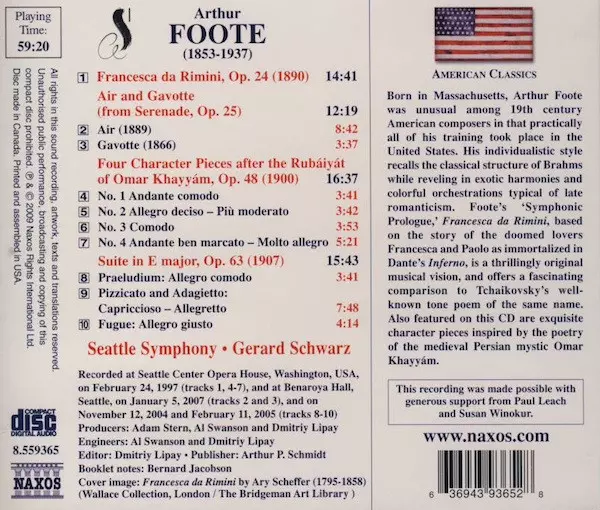 Playing
Time:
59:20
All rights in this sound recording, artwork, texts and translations reserved.
Unauthorised public performance, broadcasting and copying of this
compact disc prohibited. ℗ & © 2009 Naxos Rights International Ltd.
Disc made in Canada. Printed and assembled in USA.
COMPACT
disc
DIGITAL AUDIO
8.559365
NAXOS
Arthur
FOOTE
(1853-1937)
1 Francesca da Rimini, Op. 24 (1890) 14:41
Air and Gavotte
(from Serenade, Op. 25) 12:19
2 Air (1889) 8:42
3 Gavotte (1866) 3:37
Four Character Pieces after the Rubáiyát
of Omar Khayyám, Op. 48 (1900) 16:37
4 No. 1 Andante comodo 3:41
5 No. 2 Allegro deciso – Più moderato 3:42
6 No. 3 Comodo 3:53
7 No. 4 Andante ben marcato – Molto allegro 5:21
Suite in E major, Op. 63 (1907) 15:43
8 Praeludium: Allegro comodo 3:41
9 Pizzicato and Adagietto:
Capriccioso – Allegretto 7:48
10 Fugue: Allegro giusto 4:14
Seattle Symphony • Gerard Schwarz
Recorded at Seattle Center Opera House, Washington, USA,
on February 24, 1997 (tracks 1, 4-7), and at Benaroya Hall,
Seattle, on January 5, 2007 (tracks 2 and 3), and on
November 12, 2004 and February 11, 2005 (tracks 8-10)
Producers: Adam Stern, Al Swanson and Dmitriy Lipay
Engineers: Al Swanson and Dmitriy Lipay
Editor: Dmitriy Lipay • Publisher: Arthur P. Schmidt
Booklet notes: Bernard Jacobson
Cover image: Francesca da Rimini by Ary Scheffer (1795-1858)
(Wallace Collection, London / The Bridgeman Art Library )
AMERICAN CLASSICS
Born in Massachusetts, Arthur Foote
was unusual among 19th century
American composers in that practically
all of his training took place in the
United States. His individualistic style
recalls the classical structure of Brahms
while reveling in exotic harmonies and
colorful orchestrations typical of late
romanticism. Foote's 'Symphonic
Prologue,' Francesca da Rimini, based
on the story of the doomed lovers
Francesca and Paolo as immortalized in
Dante's Inferno, is a thrillingly original
musical vision, and offers a fascinating
comparison to Tchaikovsky's well-
known tone poem of the same name.
Also featured on this CD are exquisite
character pieces inspired by the poetry
of the medieval Persian mystic Omar
Khayyám.
This recording was made possible with
generous support from Paul Leach
and Susan Winokur.
www.naxos.com
6 36943 93652 8